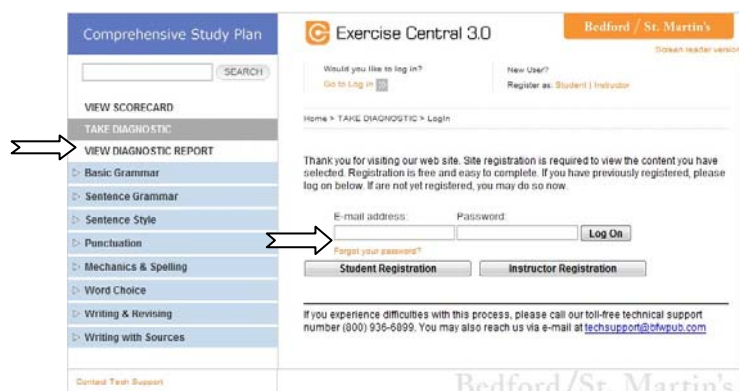 Comprehensive Study Plan
SEARCH
VIEW SCORECARD
TAKE DIAGNOSTIC
VIEW DIAGNOSTIC REPORT
Basic Grammar
Sentence Grammar
Sentence Style
Punctuation
Mechanics & Spelling
Word Choice
Writing & Revising
Writing with Sources
Contact Tech Support
Exercise Central 3.0
Bedford / St. Martin's
Screen reader version
Would you like to log in?
Go to Log in
New User?
Register as: Student | Instructor
Home > TAKE DIAGNOSTIC > Login
Thank you for visiting our web site. Site registration is required to view the content you have
selected. Registration is free and easy to complete. If you have previously registered, please
log on below. If are not yet registered, you may do so now.
E-mail address: Password:
Log On
Forgot your password?
Student Registration Instructor Registration
If you experience difficulties with this process, please call our toll-free technical support
number (800) 936-6899. You may also reach us via e-mail at techsupport@bfwpub.com
Bedford/St. Martin's